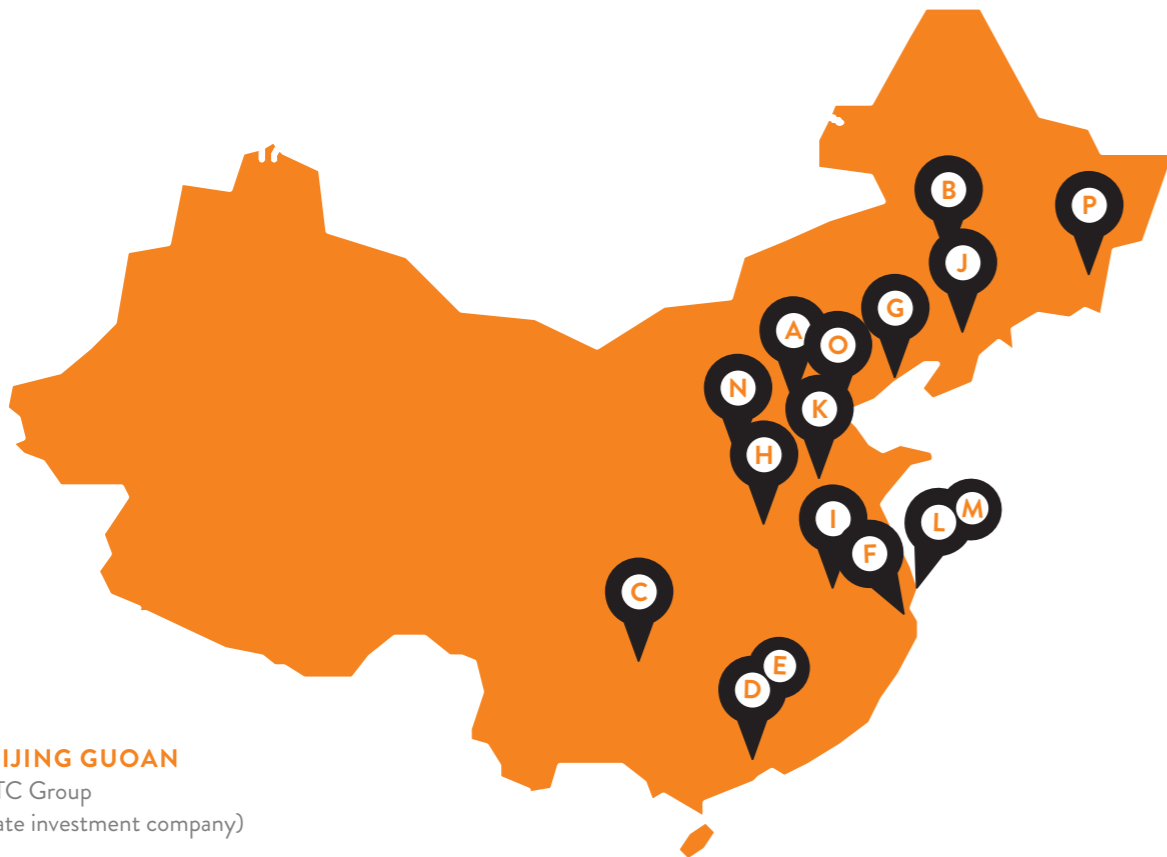 B
P
J
G
A
O
N
K
H
I
L
M
F
C
E
D
IJING GUOAN
TC Group
ate investment company)